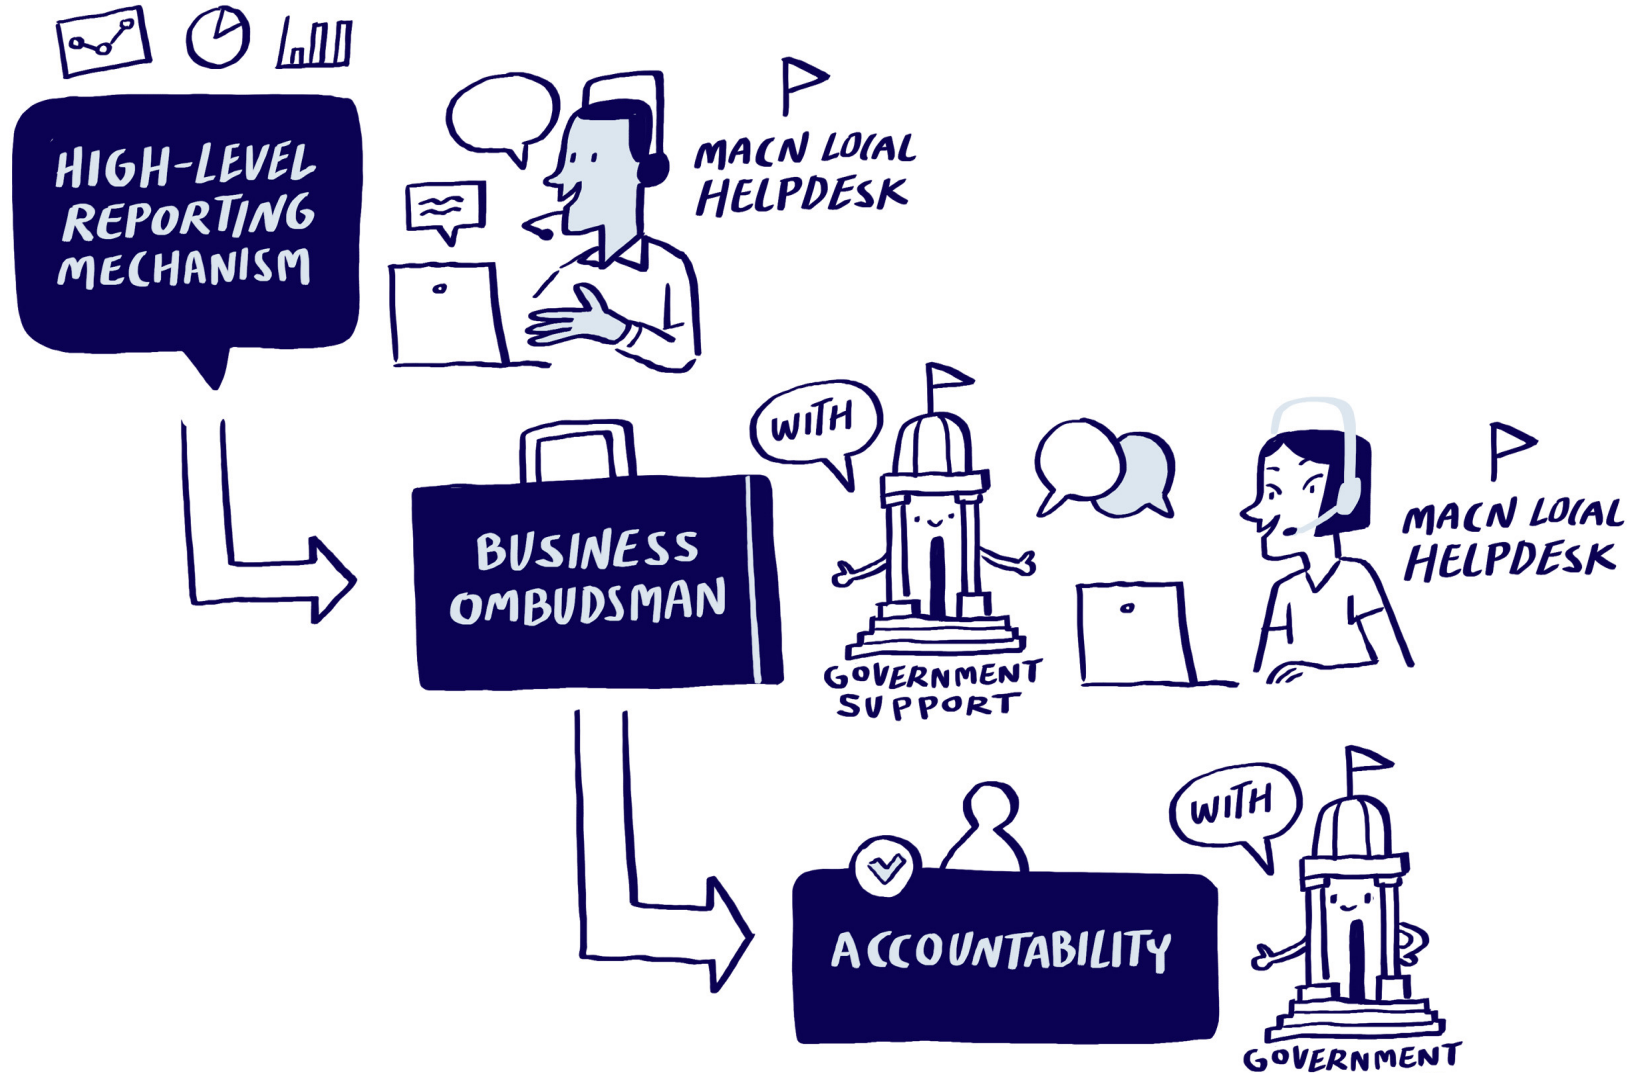 HIGH-LEVEL
REPORTING
MECHANISM
MACN LOCAL
HELPDESK
BUSINESS
OMBUDSMAN
WITH
GOVERNMENT
SUPPORT
MACN LOCAL
HELPDESK
ACCOUNTABILITY
WITH
GOVERNMENT